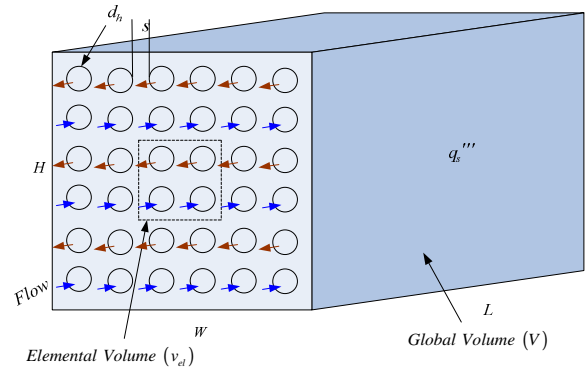 d_h
s
H
q_s'''
Flow
W
L
Elemental Volume (v_el)
Global Volume (V)